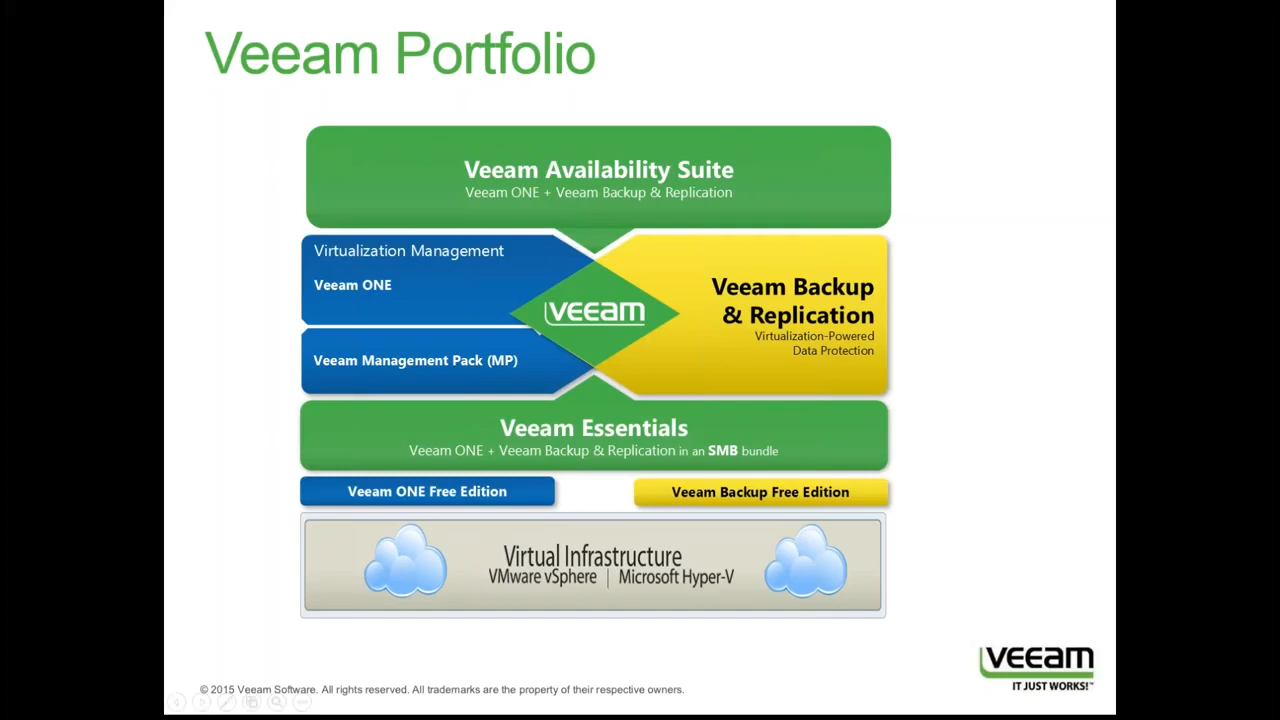 Veeam Portfolio
Veeam Availability Suite
Veeam ONE + Veeam Backup & Replication
Virtualization Management
Veeam ONE
Veeam Management Pack (MP)
veeam
Veeam Backup
& Replication
Virtualization-Powered
Data Protection
Veeam Essentials
Veeam ONE + Veeam Backup & Replication in an SMB bundle
Veeam ONE Free Edition
Veeam Backup Free Edition
Virtual Infrastructure
VMware vSphere | Microsoft Hyper-V
veeam
IT JUST WORKS!™
© 2015 Veeam Software. All rights reserved. All trademarks are the property of their respective owners.